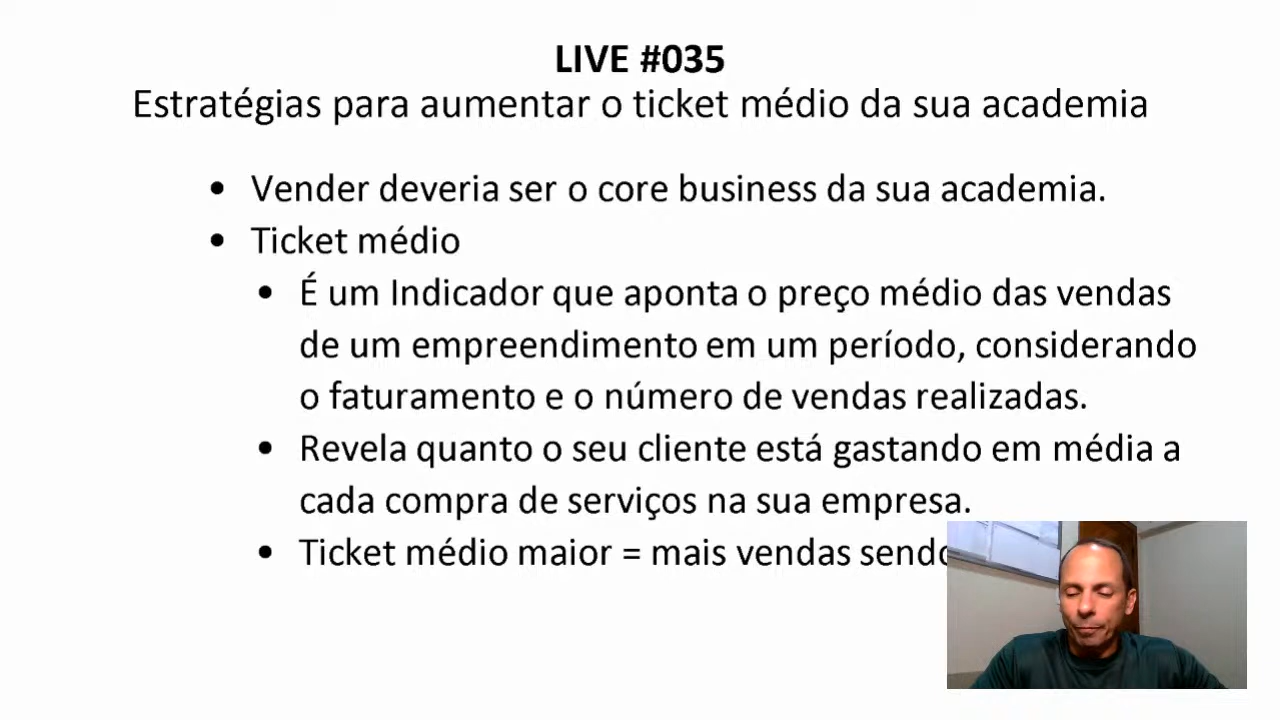 LIVE #035
Estratégias para aumentar o ticket médio da sua academia
• Vender deveria ser o core business da sua academia.
• Ticket médio
• É um Indicador que aponta o preço médio das vendas
de um empreendimento em um período, considerando
o faturamento e o número de vendas realizadas.
• Revela quanto o seu cliente está gastando em média a
cada compra de serviços na sua empresa.
• Ticket médio maior = mais vendas